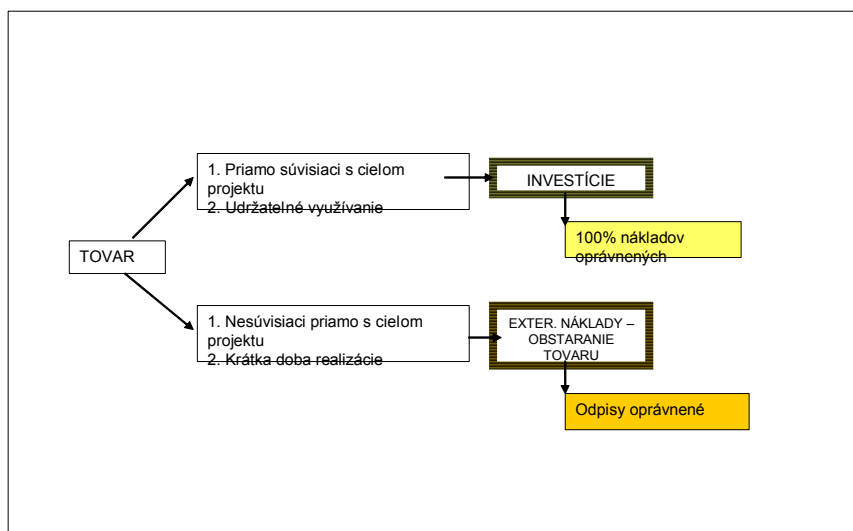 1. Priamo súvisiaci s cielom
projektu
2. Udržatelné využívanie
INVESTÍCIE
100% nákladov
oprávnených
TOVAR
1. Nesúvisiaci priamo s cielom
projektu
2. Krátka doba realizácie
EXTER. NÁKLADY –
OBSTARANIE
TOVARU
Odpisy oprávnené